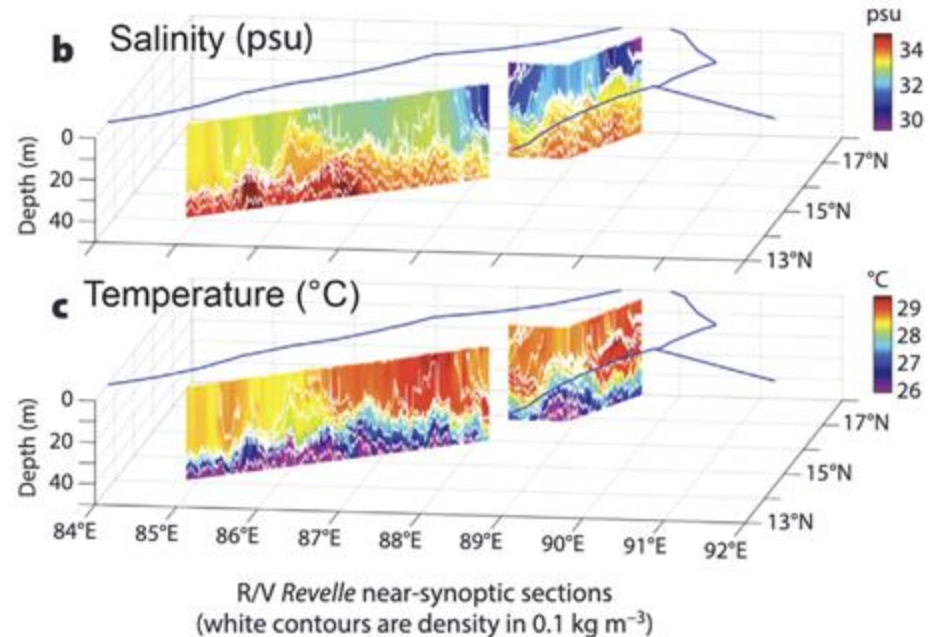 b Salinity (psu)
psu
34
32
30
0
20
40
Depth (m)
17°N
15°N
13°N
c Temperature (°C)
°C
29
28
27
26
0
20
40
Depth (m)
17°N
15°N
13°N
84°E 85°E 86°E 87°E 88°E 89°E 90°E 91°E 92°E
R/V Revelle near-synoptic sections
(white contours are density in 0.1 kg m⁻³)